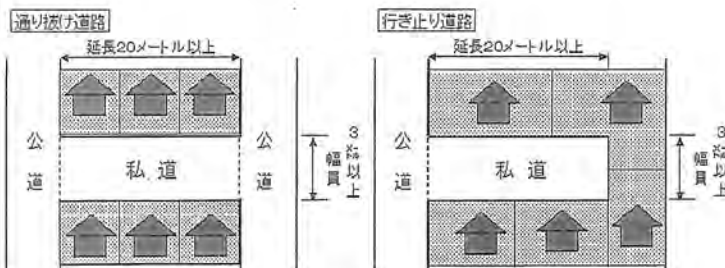 通り抜け道路
延長20メートル以上
公道
私道
公道
幅員
3メートル以上
行き止り道路
延長20メートル以上
公道
私道
幅員
3メートル以上